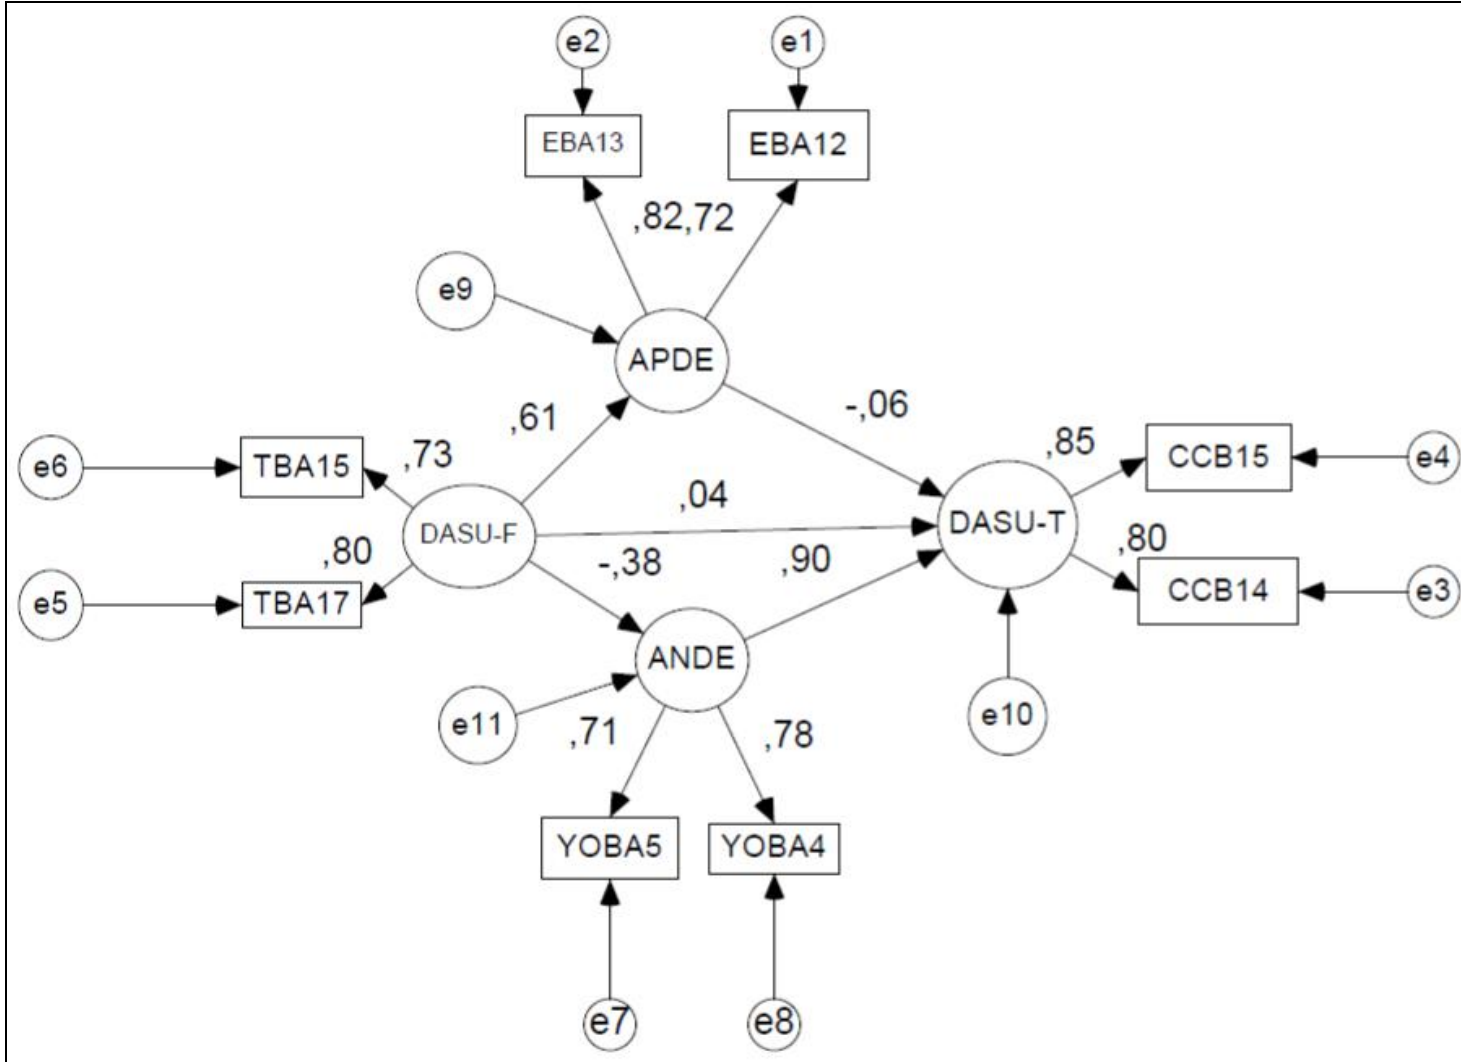 e2
e1
EBA13
EBA12
,82,72
e9
APDE
,61
-,06
,85
CCB15
e4
e6
TBA15
,73
,04
DASU-F
DASU-T
,80
-,38
,90
,80
e5
TBA17
CCB14
e3
ANDE
e11
,71
,78
e10
YOBA5
YOBA4
e7
e8